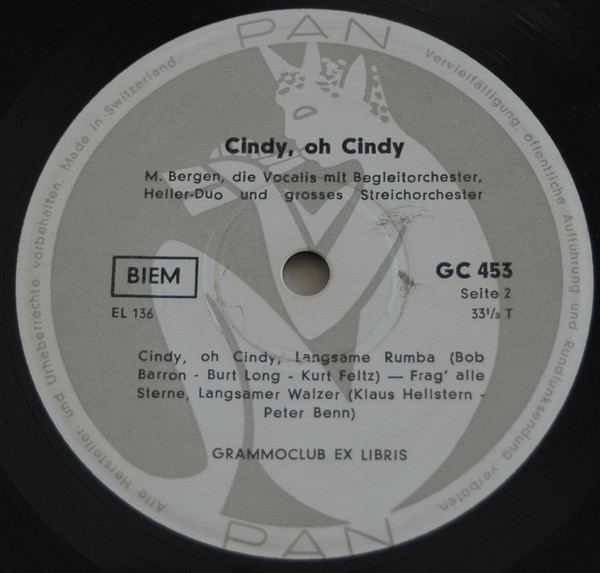 PAN
Alle Hersteller- und Urheberrechte vorbehalten. Made in Switzerland
Vervielfältigung, öffentliche Aufführung und Rundfunksendung verboten.
Cindy, oh Cindy
M. Bergen, die Vocalis mit Begleitorchester,
Heller-Duo und grosses Streichorchester
BIEM
GC 453
Seite 2
EL 136
33¹/₃ T
Cindy, oh Cindy, Langsame Rumba (Bob
Barron - Burt Long - Kurt Feltz) — Frag' alle
Sterne, Langsamer Walzer (Klaus Hellstern -
Peter Benn)
GRAMMOCLUB EX LIBRIS
PAN